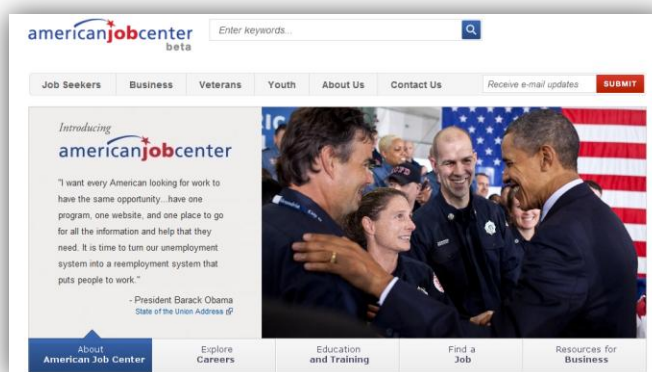 americanjobcenter
beta
Enter keywords...
Job Seekers Business Veterans Youth About Us Contact Us Receive e-mail updates SUBMIT
Introducing
americanjobcenter
"I want every American looking for work to
have the same opportunity...have one
program, one website, and one place to go
for all the information and help that they
need. It is time to turn our unemployment
system into a reemployment system that
puts people to work."
- President Barack Obama
State of the Union Address
About
American Job Center
Explore
Careers
Education
and Training
Find a
Job
Resources for
Business